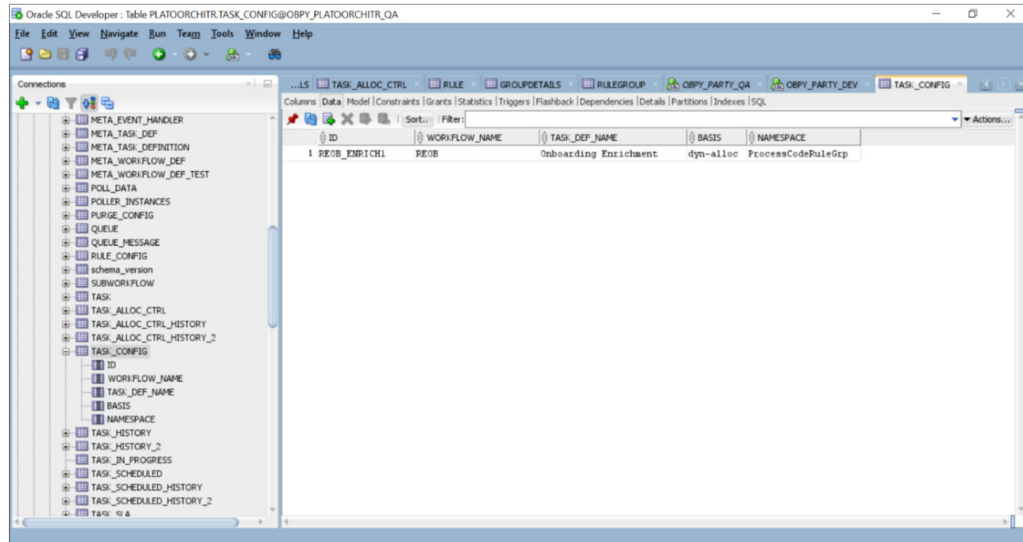 Oracle SQL Developer : Table PLATOORCHITR.TASK_CONFIG@OBPY_PLATOORCHITR_QA
File Edit View Navigate Run Team Tools Window Help
Connections
...LS TASK_ALLOC_CTRL RULE GROUPDETAILS RULEGROUP OBPY_PARTY_QA OBPY_PARTY_DEV TASK_CONFIG
Columns Data Model Constraints Grants Statistics Triggers Flashback Dependencies Details Partitions Indexes SQL
Sort... Filter: Actions...
ID WORKFLOW_NAME TASK_DEF_NAME BASIS NAMESPACE
1 REOB_ENRICH1 REOB Onboarding Enrichment dyn-alloc ProcessCodeRuleGrp
META_EVENT_HANDLER
META_TASK_DEF
META_TASK_DEFINITION
META_WORKFLOW_DEF
META_WORKFLOW_DEF_TEST
POLL_DATA
POLLER_INSTANCES
PURGE_CONFIG
QUEUE
QUEUE_MESSAGE
RULE_CONFIG
schema_version
SUBWORKFLOW
TASK
TASK_ALLOC_CTRL
TASK_ALLOC_CTRL_HISTORY
TASK_ALLOC_CTRL_HISTORY_2
TASK_CONFIG
ID
WORKFLOW_NAME
TASK_DEF_NAME
BASIS
NAMESPACE
TASK_HISTORY
TASK_HISTORY_2
TASK_IN_PROGRESS
TASK_SCHEDULED
TASK_SCHEDULED_HISTORY
TASK_SCHEDULED_HISTORY_2
TASK_SLA